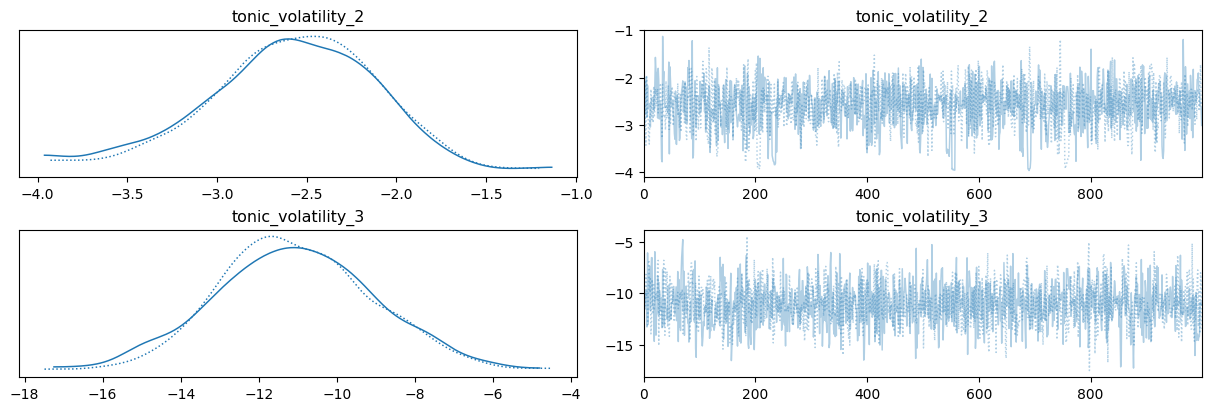 tonic_volatility_2
−4.0 −3.5 −3.0 −2.5 −2.0 −1.5 −1.0
tonic_volatility_2
−1
−2
−3
−4
0 200 400 600 800
tonic_volatility_3
−18 −16 −14 −12 −10 −8 −6 −4
tonic_volatility_3
−5
−10
−15
0 200 400 600 800